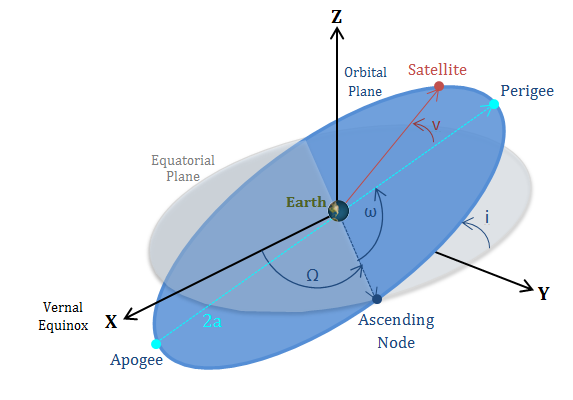 Z
Orbital
Plane
Satellite
Perigee
ν
Equatorial
Plane
Earth
ω
i
Ω
Vernal
Equinox
X
2a
Y
Ascending
Node
Apogee